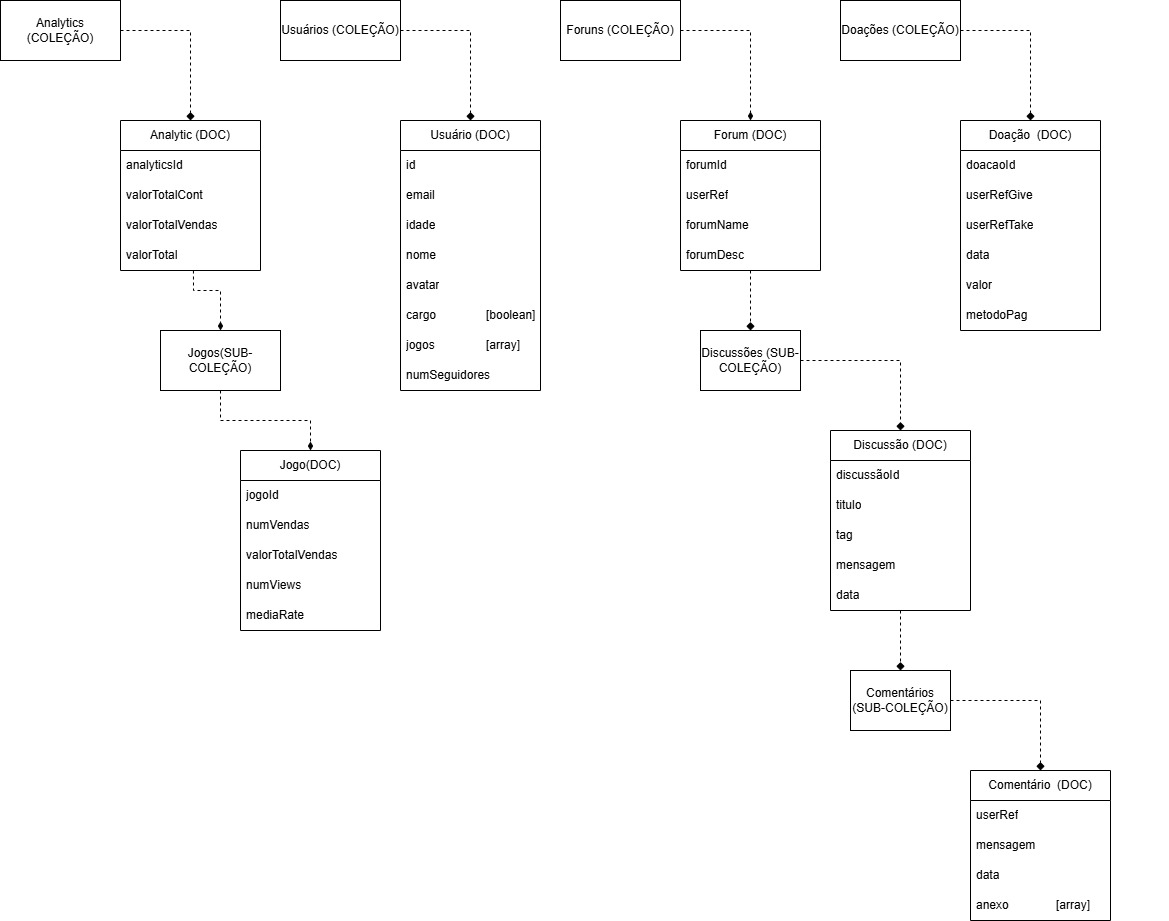 Analytics
(COLEÇÃO)
Usuários (COLEÇÃO)
Foruns (COLEÇÃO)
Doações (COLEÇÃO)
Analytic (DOC)
analyticsId
valorTotalCont
valorTotalVendas
valorTotal
Jogos(SUB-
COLEÇÃO)
Jogo(DOC)
jogoId
numVendas
valorTotalVendas
numViews
mediaRate
Usuário (DOC)
id
email
idade
nome
avatar
cargo [boolean]
jogos [array]
numSeguidores
Forum (DOC)
forumId
userRef
forumName
forumDesc
Discussões (SUB-
COLEÇÃO)
Discussão (DOC)
discussãoId
titulo
tag
mensagem
data
Comentários
(SUB-COLEÇÃO)
Comentário (DOC)
userRef
mensagem
data
anexo [array]
Doação (DOC)
doacaoId
userRefGive
userRefTake
data
valor
metodoPag